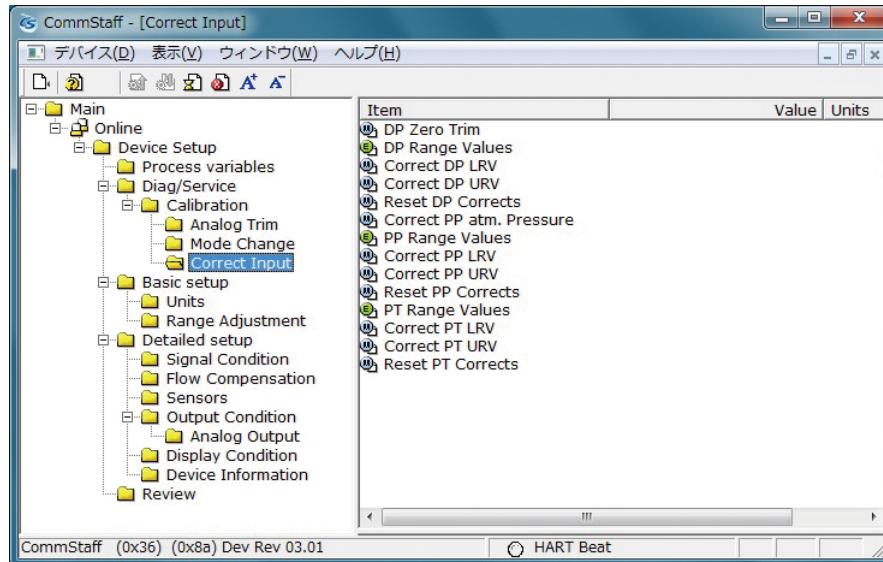 CommStaff - [Correct Input]
デバイス(D) 表示(V) ウィンドウ(W) ヘルプ(H)
Main
Online
Device Setup
Process variables
Diag/Service
Calibration
Analog Trim
Mode Change
Correct Input
Basic setup
Units
Range Adjustment
Detailed setup
Signal Condition
Flow Compensation
Sensors
Output Condition
Analog Output
Display Condition
Device Information
Review
Item Value Units
DP Zero Trim
DP Range Values
Correct DP LRV
Correct DP URV
Reset DP Corrects
Correct PP atm. Pressure
PP Range Values
Correct PP LRV
Correct PP URV
Reset PP Corrects
PT Range Values
Correct PT LRV
Correct PT URV
Reset PT Corrects
CommStaff (0x36) (0x8a) Dev Rev 03.01 HART Beat